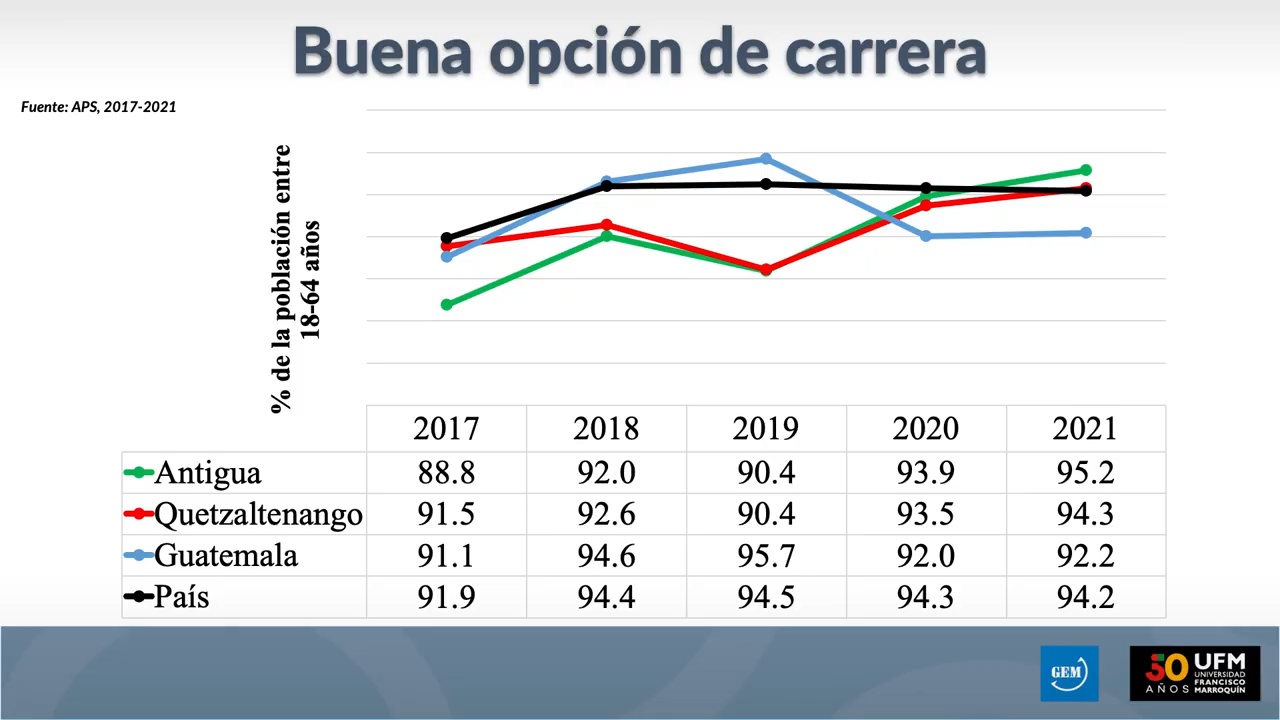 Buena opción de carrera
Fuente: APS, 2017-2021
% de la población entre
18-64 años
2017 2018 2019 2020 2021
Antigua 88.8 92.0 90.4 93.9 95.2
Quetzaltenango 91.5 92.6 90.4 93.5 94.3
Guatemala 91.1 94.6 95.7 92.0 92.2
País 91.9 94.4 94.5 94.3 94.2
GEM
50 AÑOS
UFM
UNIVERSIDAD
FRANCISCO
MARROQUÍN